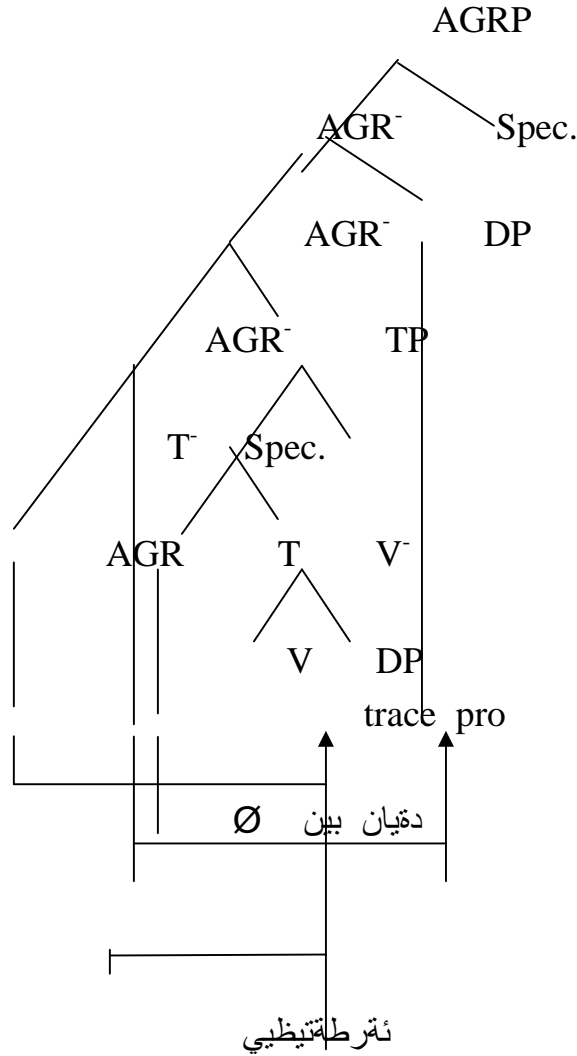 AGRP
AGR⁻ Spec.
AGR⁻ DP
AGR⁻ TP
T⁻ Spec.
AGR T V⁻
V DP
trace pro
دةيان بين Ø
ئةرطةتيظيي